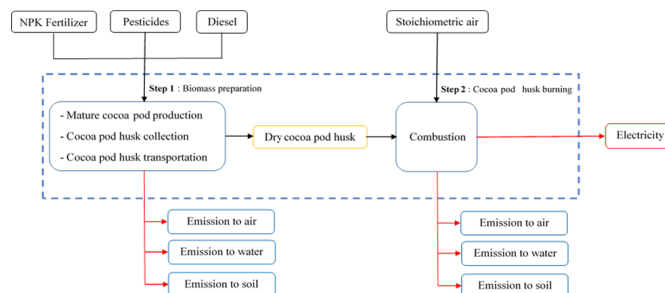 NPK Fertilizer
Pesticides
Diesel
Stoichiometric air
Step 1 : Biomass preparation
Step 2 : Cocoa pod husk burning
- Mature cocoa pod production
- Cocoa pod husk collection
- Cocoa pod husk transportation
Dry cocoa pod husk
Combustion
Electricity
Emission to air
Emission to water
Emission to soil
Emission to air
Emission to water
Emission to soil